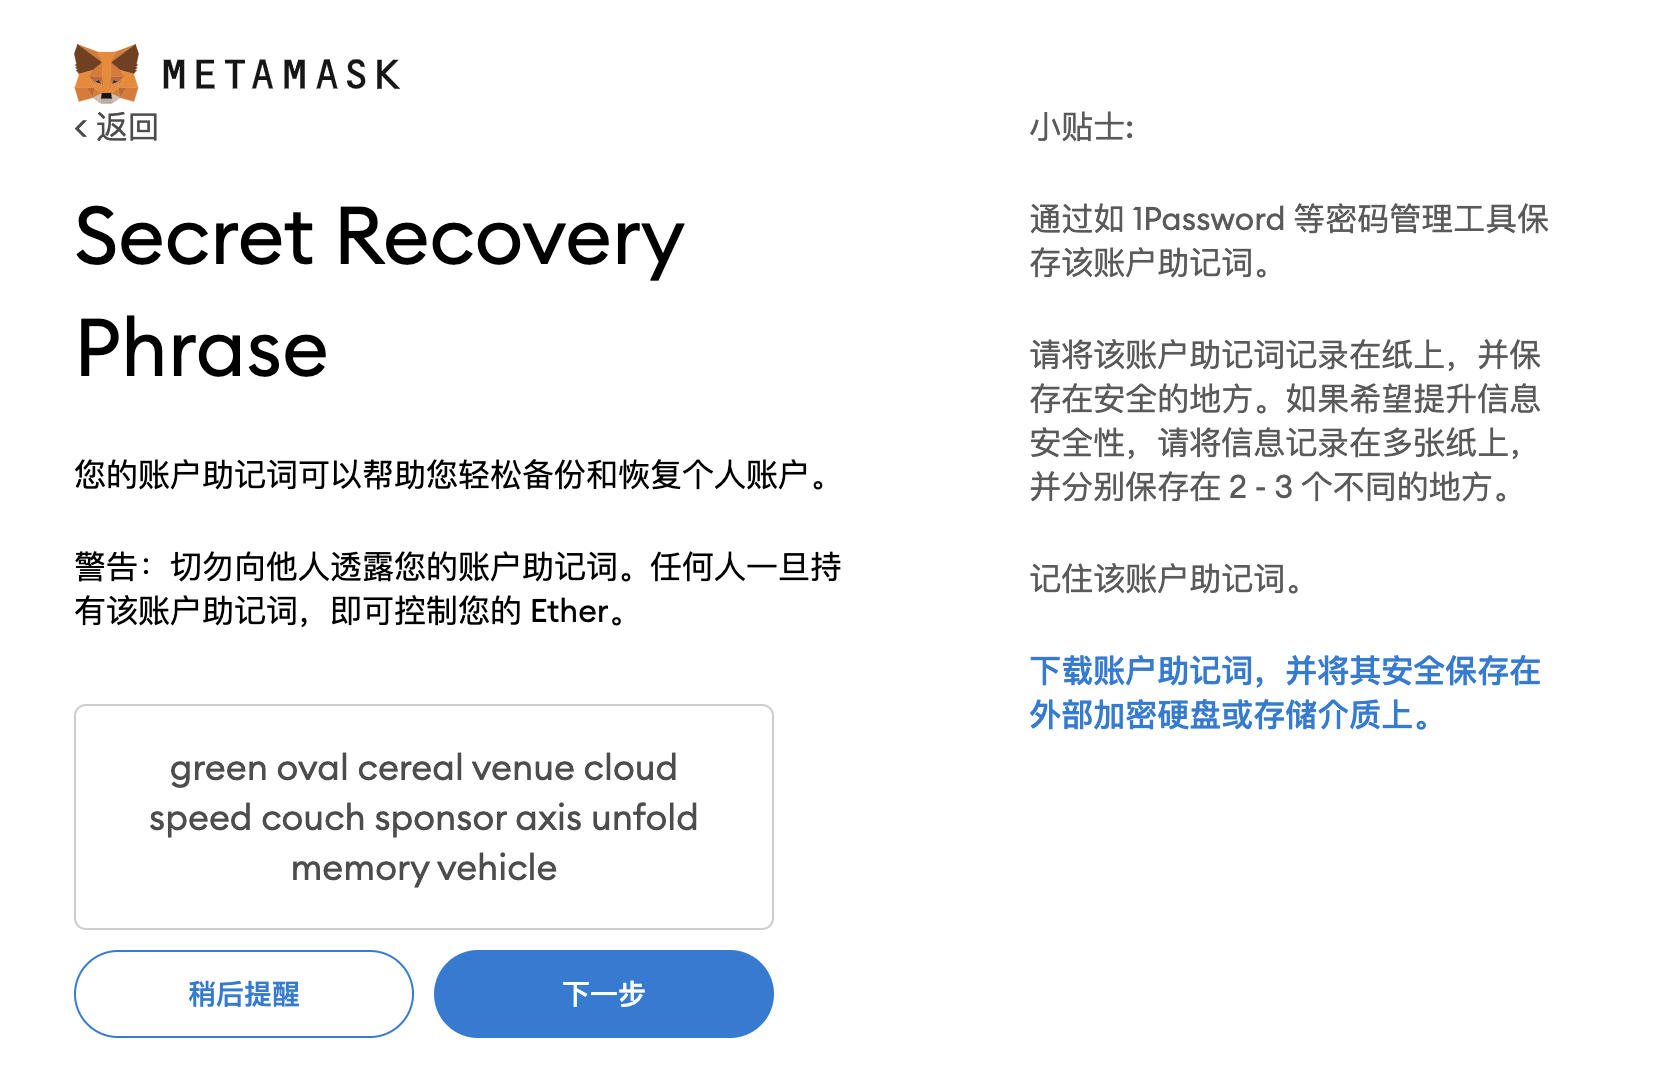 METAMASK
< 返回
Secret Recovery
Phrase
您的账户助记词可以帮助您轻松备份和恢复个人账户。
警告：切勿向他人透露您的账户助记词。任何人一旦持
有该账户助记词，即可控制您的 Ether。
green oval cereal venue cloud
speed couch sponsor axis unfold
memory vehicle
稍后提醒
下一步
小贴士:
通过如 1Password 等密码管理工具保
存该账户助记词。
请将该账户助记词记录在纸上，并保
存在安全的地方。如果希望提升信息
安全性，请将信息记录在多张纸上，
并分别保存在 2 - 3 个不同的地方。
记住该账户助记词。
下载账户助记词，并将其安全保存在
外部加密硬盘或存储介质上。